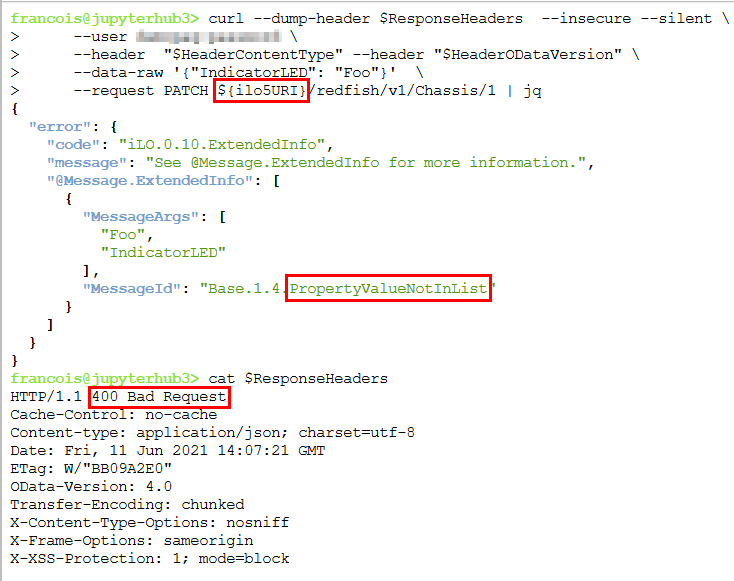 francois@jupyterhub3> curl --dump-header $ResponseHeaders  --insecure --silent \
>      --user \
>      --header  "$HeaderContentType" --header "$HeaderODataVersion" \
>      --data-raw '{"IndicatorLED": "Foo"}'  \
>      --request PATCH ${ilo5URI}/redfish/v1/Chassis/1 | jq
{
  "error": {
    "code": "iLO.0.10.ExtendedInfo",
    "message": "See @Message.ExtendedInfo for more information.",
    "@Message.ExtendedInfo": [
      {
        "MessageArgs": [
          "Foo",
          "IndicatorLED"
        ],
        "MessageId": "Base.1.4.PropertyValueNotInList"
      }
    ]
  }
}
francois@jupyterhub3> cat $ResponseHeaders
HTTP/1.1 400 Bad Request
Cache-Control: no-cache
Content-type: application/json; charset=utf-8
Date: Fri, 11 Jun 2021 14:07:21 GMT
ETag: W/"BB09A2E0"
OData-Version: 4.0
Transfer-Encoding: chunked
X-Content-Type-Options: nosniff
X-Frame-Options: sameorigin
X-XSS-Protection: 1; mode=block